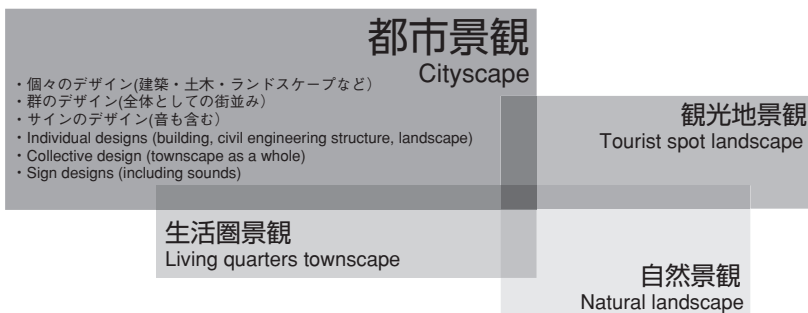 都市景観
Cityscape
・個々のデザイン(建築・土木・ランドスケープなど)
・群のデザイン(全体としての街並み)
・サインのデザイン(音も含む)
・Individual designs (building, civil engineering structure, landscape)
・Collective design (townscape as a whole)
・Sign designs (including sounds)
観光地景観
Tourist spot landscape
生活圏景観
Living quarters townscape
自然景観
Natural landscape